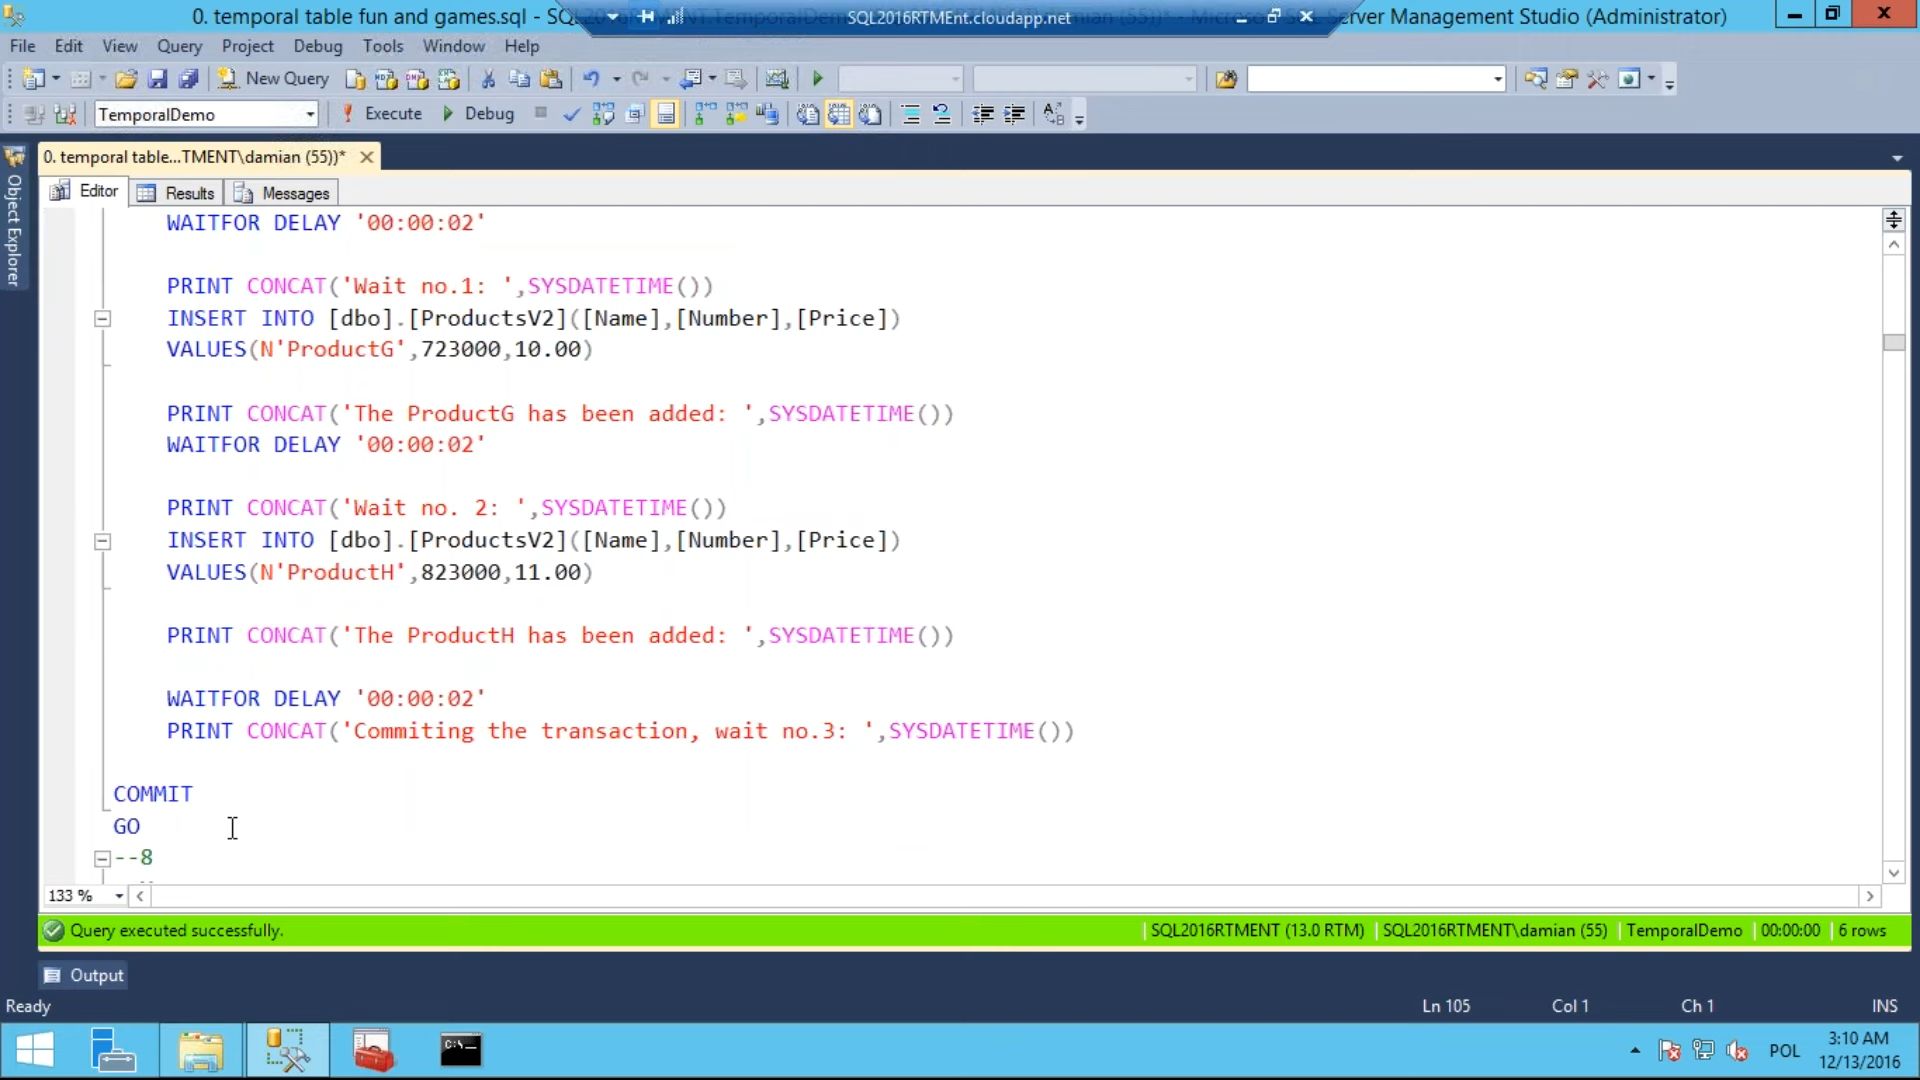 0. temporal table fun and games.sql - SQL2016RTMENT.TemporalDemo
SQL2016RTMEnt.cloudapp.net
SQL Server Management Studio (Administrator)
File Edit View Query Project Debug Tools Window Help
New Query
TemporalDemo Execute Debug
0. temporal table...TMENT\damian (55))*
Editor Results Messages
Object Explorer
WAITFOR DELAY '00:00:02'
PRINT CONCAT('Wait no.1: ',SYSDATETIME())
INSERT INTO [dbo].[ProductsV2]([Name],[Number],[Price])
VALUES(N'ProductG',723000,10.00)
PRINT CONCAT('The ProductG has been added: ',SYSDATETIME())
WAITFOR DELAY '00:00:02'
PRINT CONCAT('Wait no. 2: ',SYSDATETIME())
INSERT INTO [dbo].[ProductsV2]([Name],[Number],[Price])
VALUES(N'ProductH',823000,11.00)
PRINT CONCAT('The ProductH has been added: ',SYSDATETIME())
WAITFOR DELAY '00:00:02'
PRINT CONCAT('Commiting the transaction, wait no.3: ',SYSDATETIME())
COMMIT
GO
--8
133 %
Query executed successfully. SQL2016RTMENT (13.0 RTM) SQL2016RTMENT\damian (55) TemporalDemo 00:00:00 6 rows
Output
Ready Ln 105 Col 1 Ch 1 INS
C:\_
POL
3:10 AM
12/13/2016